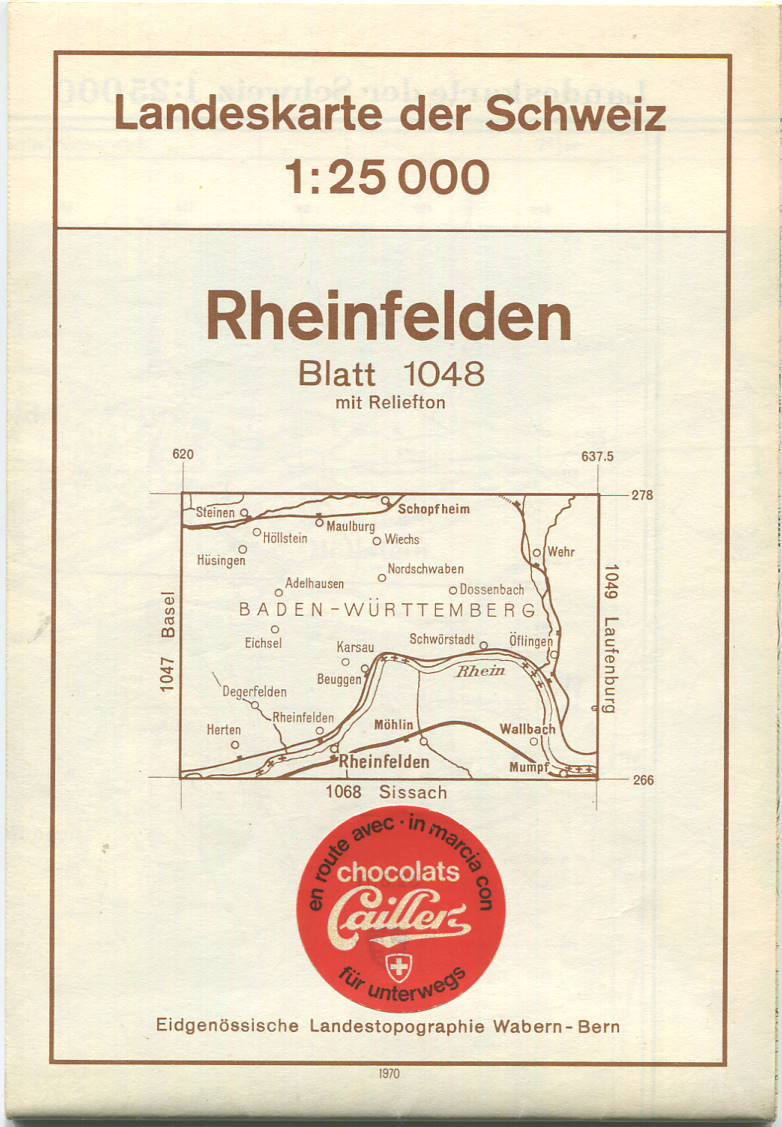 Landeskarte der Schweiz
1:25 000
Rheinfelden
Blatt 1048
mit Reliefton
620
637.5
278
Steinen
Schopfheim
Maulburg
Höllstein
Wiechs
Hüsingen
Wehr
Nordschwaben
Adelhausen
Dossenbach
1047 Basel
1049 Laufenburg
BADEN-WÜRTTEMBERG
Eichsel
Karsau
Schwörstadt
Öflingen
Beuggen
Rhein
Degerfelden
Rheinfelden
Herten
Möhlin
Wallbach
Rheinfelden
Mumpf
266
1068 Sissach
en route avec · in marcia con
chocolats
Cailler
für unterwegs
Eidgenössische Landestopographie Wabern-Bern
1970